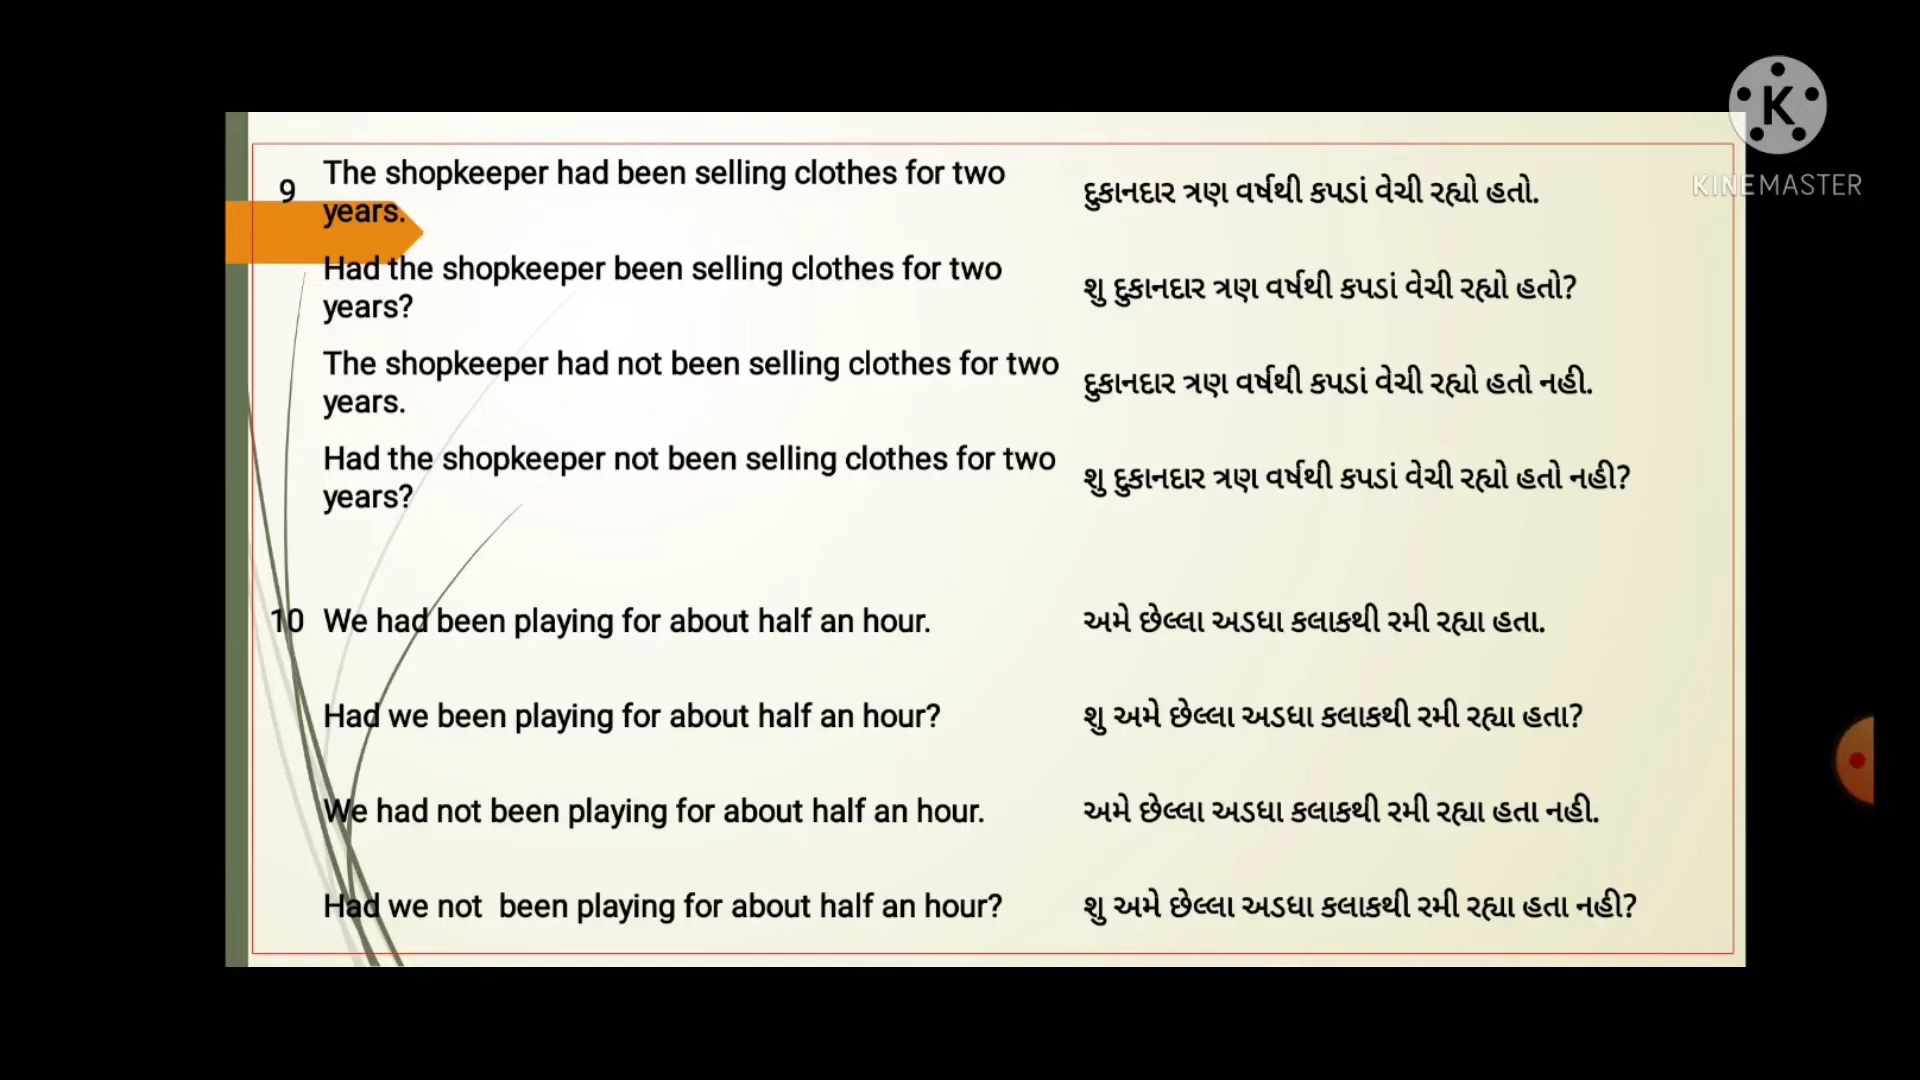 KINEMASTER
9 The shopkeeper had been selling clothes for two
years.
દુકાનદાર ત્રણ વર્ષથી કપડાં વેચી રહ્યો હતો.
Had the shopkeeper been selling clothes for two
years?
શુ દુકાનદાર ત્રણ વર્ષથી કપડાં વેચી રહ્યો હતો?
The shopkeeper had not been selling clothes for two
years.
દુકાનદાર ત્રણ વર્ષથી કપડાં વેચી રહ્યો હતો નહી.
Had the shopkeeper not been selling clothes for two
years?
શુ દુકાનદાર ત્રણ વર્ષથી કપડાં વેચી રહ્યો હતો નહી?
10 We had been playing for about half an hour.
અમે છેલ્લા અડધા કલાકથી રમી રહ્યા હતા.
Had we been playing for about half an hour?
શુ અમે છેલ્લા અડધા કલાકથી રમી રહ્યા હતા?
We had not been playing for about half an hour.
અમે છેલ્લા અડધા કલાકથી રમી રહ્યા હતા નહી.
Had we not been playing for about half an hour?
શુ અમે છેલ્લા અડધા કલાકથી રમી રહ્યા હતા નહી?